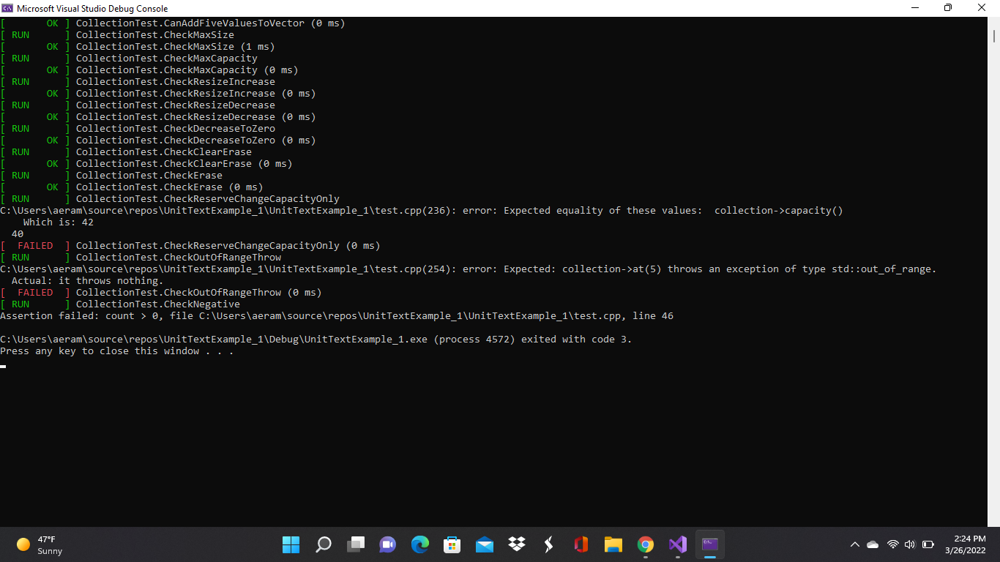 Microsoft Visual Studio Debug Console
[       OK ] CollectionTest.CanAddFiveValuesToVector (0 ms)
[ RUN      ] CollectionTest.CheckMaxSize
[       OK ] CollectionTest.CheckMaxSize (1 ms)
[ RUN      ] CollectionTest.CheckMaxCapacity
[       OK ] CollectionTest.CheckMaxCapacity (0 ms)
[ RUN      ] CollectionTest.CheckResizeIncrease
[       OK ] CollectionTest.CheckResizeIncrease (0 ms)
[ RUN      ] CollectionTest.CheckResizeDecrease
[       OK ] CollectionTest.CheckResizeDecrease (0 ms)
[ RUN      ] CollectionTest.CheckDecreaseToZero
[       OK ] CollectionTest.CheckDecreaseToZero (0 ms)
[ RUN      ] CollectionTest.CheckClearErase
[       OK ] CollectionTest.CheckClearErase (0 ms)
[ RUN      ] CollectionTest.CheckErase
[       OK ] CollectionTest.CheckErase (0 ms)
[ RUN      ] CollectionTest.CheckReserveChangeCapacityOnly
C:\Users\aeram\source\repos\UnitTextExample_1\UnitTextExample_1\test.cpp(236): error: Expected equality of these values:  collection->capacity()
    Which is: 42
  40
[  FAILED  ] CollectionTest.CheckReserveChangeCapacityOnly (0 ms)
[ RUN      ] CollectionTest.CheckOutOfRangeThrow
C:\Users\aeram\source\repos\UnitTextExample_1\UnitTextExample_1\test.cpp(254): error: Expected: collection->at(5) throws an exception of type std::out_of_range.
  Actual: it throws nothing.
[  FAILED  ] CollectionTest.CheckOutOfRangeThrow (0 ms)
[ RUN      ] CollectionTest.CheckNegative
Assertion failed: count > 0, file C:\Users\aeram\source\repos\UnitTextExample_1\UnitTextExample_1\test.cpp, line 46
C:\Users\aeram\source\repos\UnitTextExample_1\Debug\UnitTextExample_1.exe (process 4572) exited with code 3.
Press any key to close this window . . .
47°F
Sunny
2:24 PM
3/26/2022